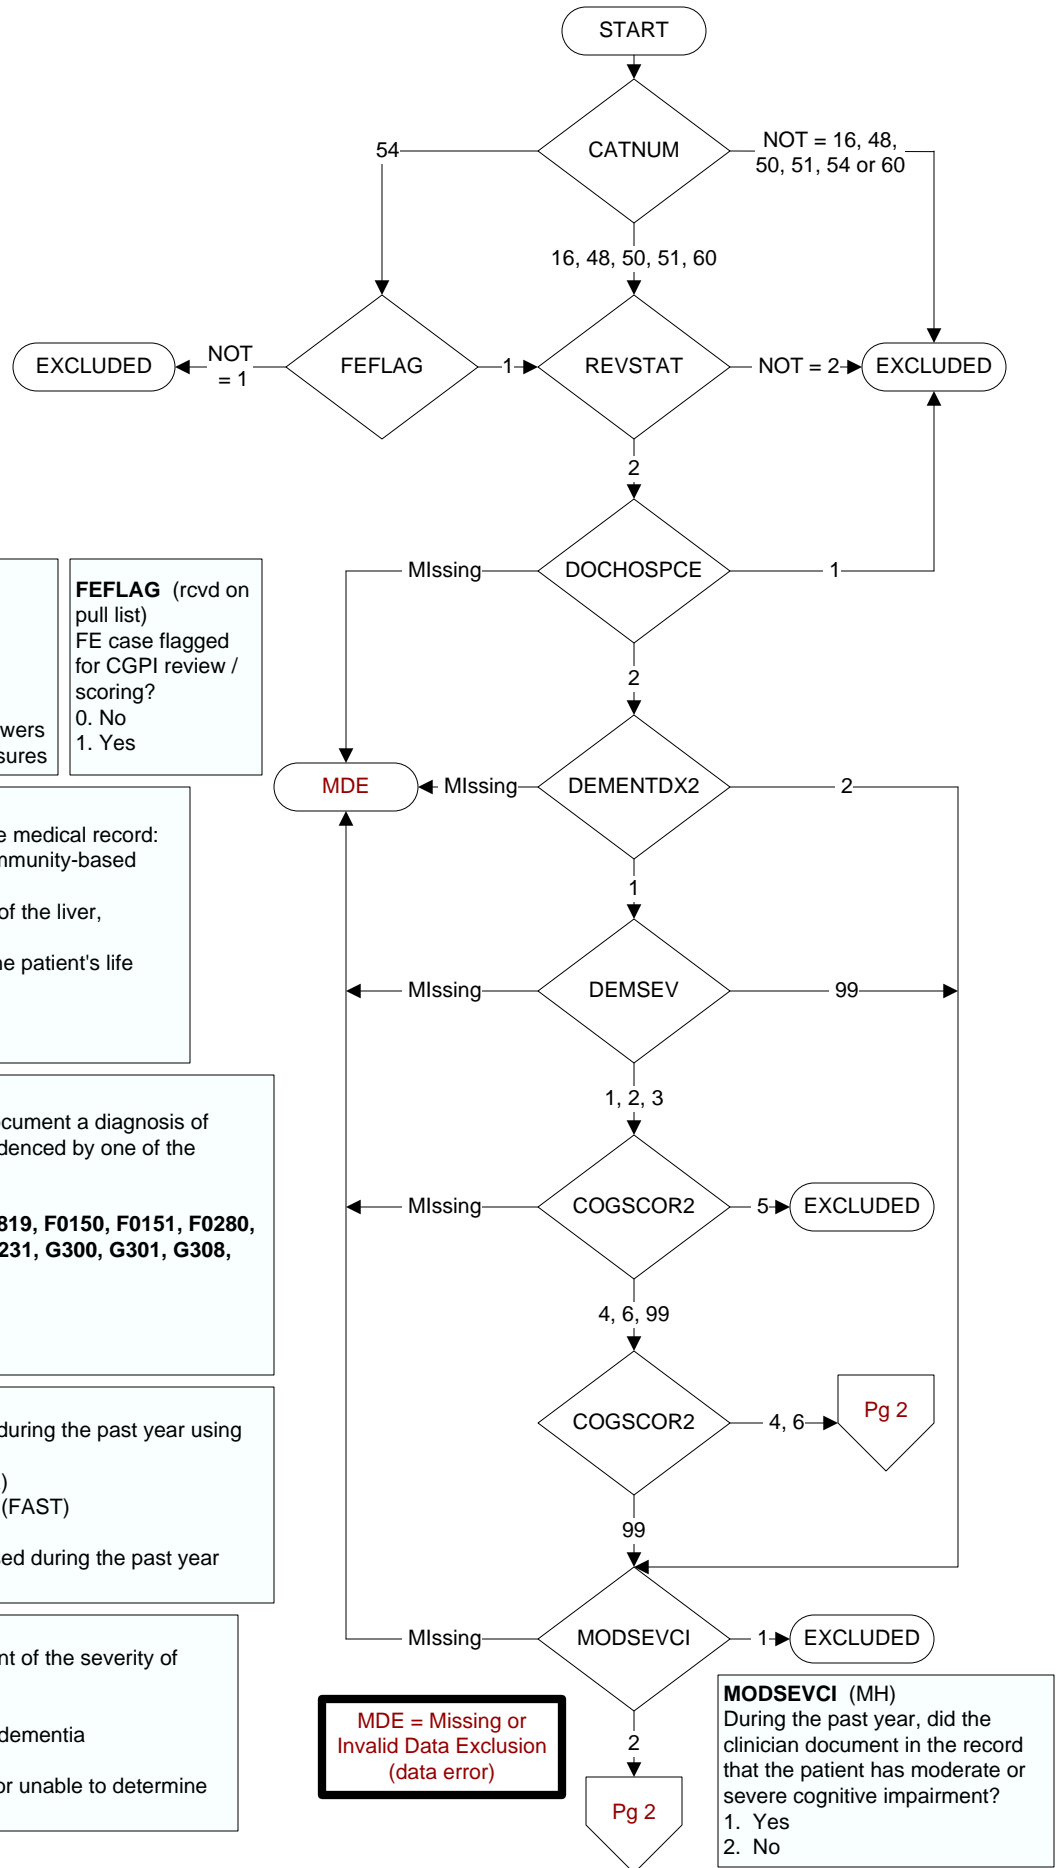 START
CATNUM
54
NOT = 16, 48,
50, 51, 54 or 60
16, 48, 50, 51, 60
EXCLUDED
NOT
= 1
FEFLAG
1
REVSTAT
NOT = 2
EXCLUDED
2
MIssing
DOCHOSPCE
1
2
FEFLAG (rcvd on
pull list)
FE case flagged
for CGPI review /
scoring?
0. No
1. Yes
wers
sures
MDE
MIssing
DEMENTDX2
2
1
e medical record:
mmunity-based
of the liver,
ne patient's life
MIssing
DEMSEV
99
1, 2, 3
ocument a diagnosis of
idenced by one of the
819, F0150, F0151, F0280,
231, G300, G301, G308,
MIssing
COGSCOR2
5
EXCLUDED
4, 6, 99
during the past year using
)
(FAST)
sed during the past year
COGSCOR2
4, 6
Pg 2
99
MIssing
MODSEVCI
1
EXCLUDED
2
Pg 2
nt of the severity of
dementia
or unable to determine
MDE = Missing or
Invalid Data Exclusion
(data error)
MODSEVCI (MH)
During the past year, did the
clinician document in the record
that the patient has moderate or
severe cognitive impairment?
1. Yes
2. No